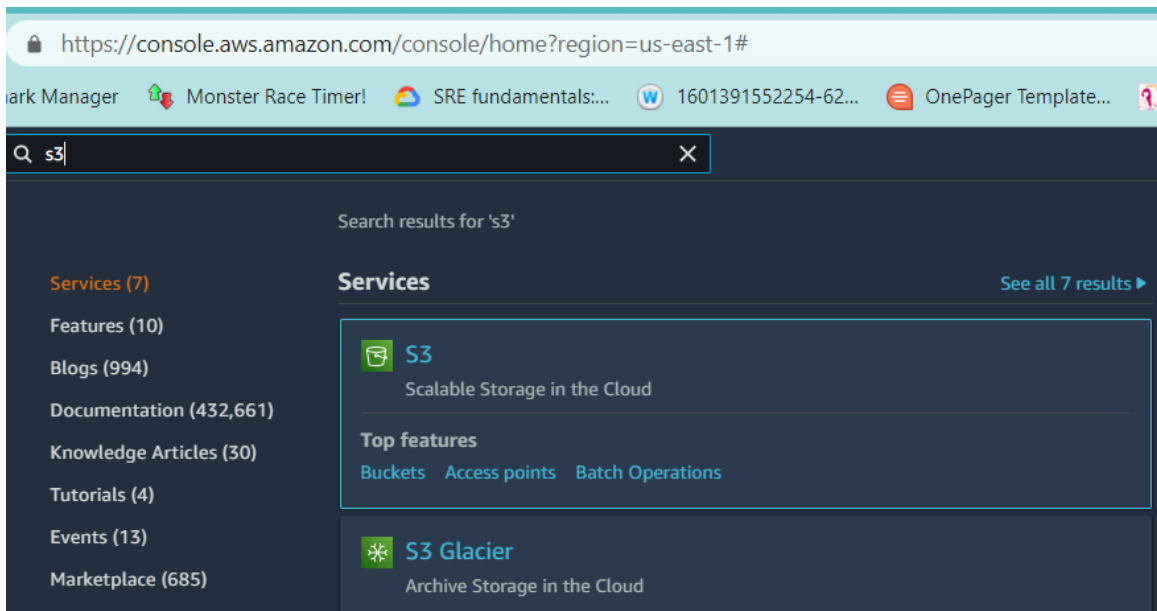 https://console.aws.amazon.com/console/home?region=us-east-1#
ark Manager Monster Race Timer! SRE fundamentals:... W 1601391552254-62... OnePager Template...
s3
Search results for 's3'
Services (7)
Features (10)
Blogs (994)
Documentation (432,661)
Knowledge Articles (30)
Tutorials (4)
Events (13)
Marketplace (685)
Services
See all 7 results
S3
Scalable Storage in the Cloud
Top features
Buckets Access points Batch Operations
S3 Glacier
Archive Storage in the Cloud